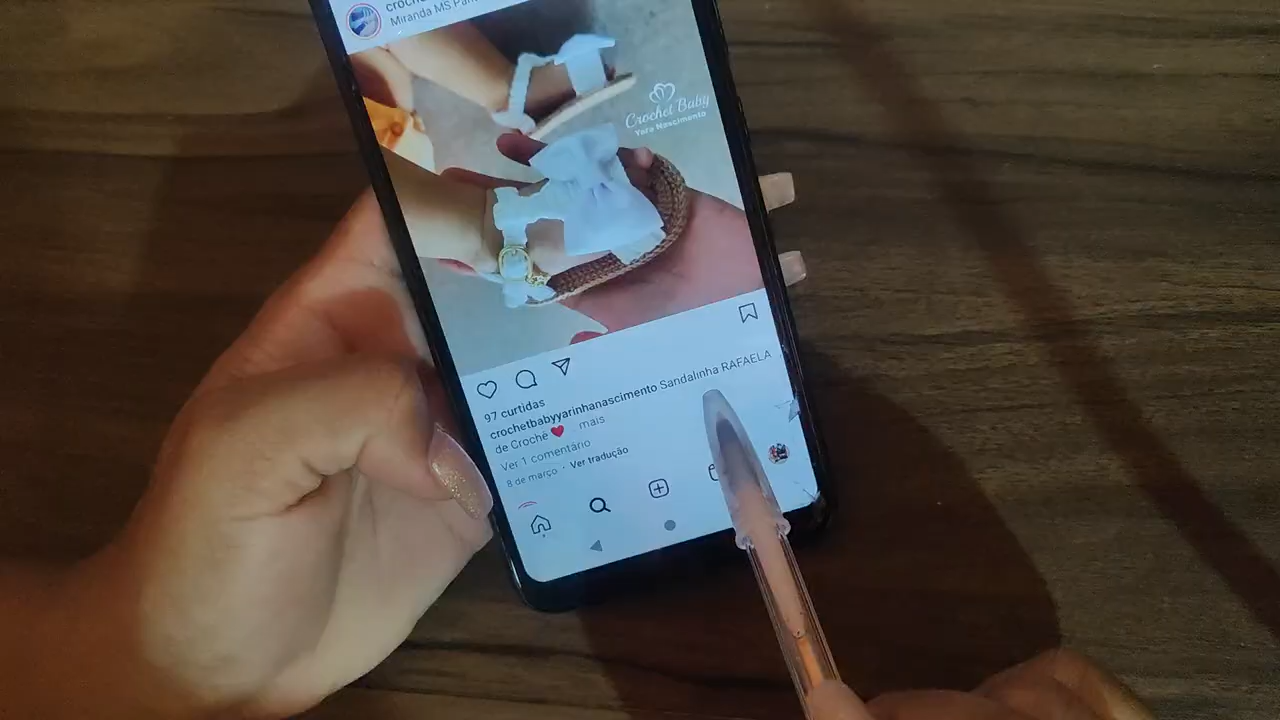 Miranda MS
Crochet Baby
Yara Nascimento
97 curtidas
crochetbabyyarinhanascimento Sandalinha RAFAELA
de Crochê ❤️ ... mais
Ver 1 comentário
8 de março · Ver tradução